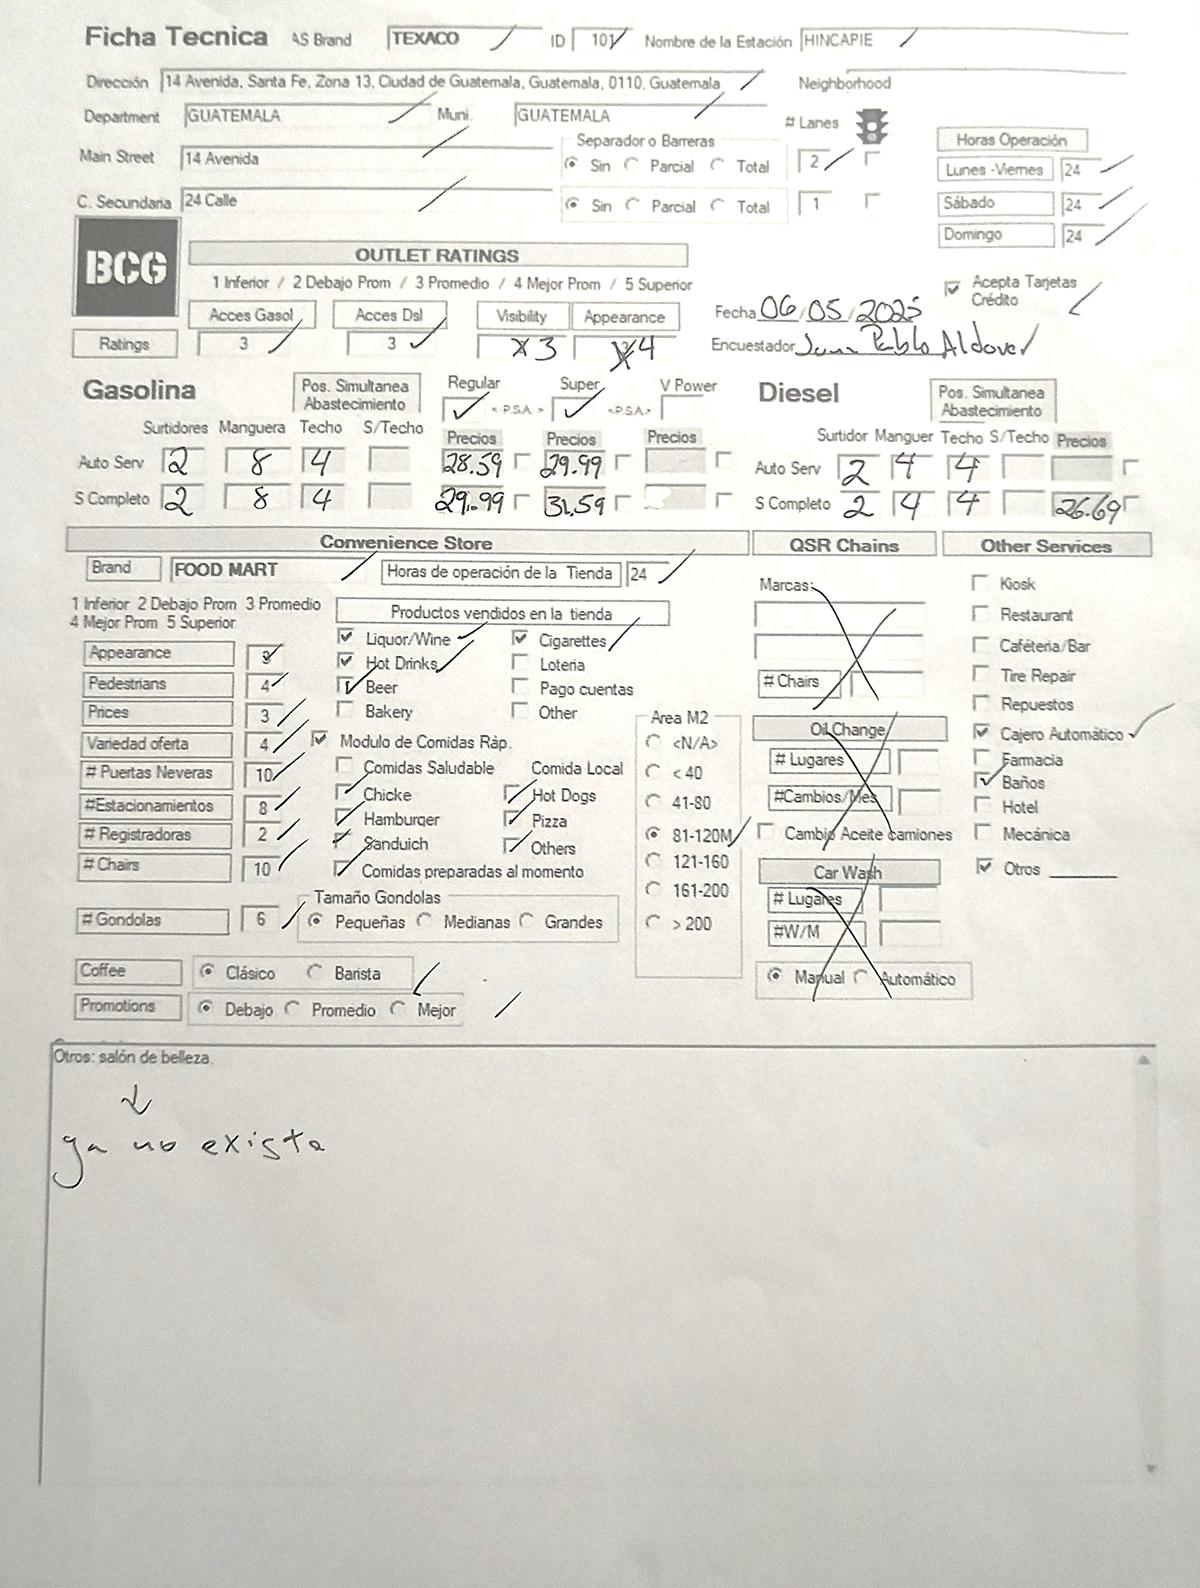 Ficha Tecnica AS Brand TEXACO ID 101 Nombre de la Estación HINCAPIE
Dirección 14 Avenida, Santa Fe, Zona 13, Ciudad de Guatemala, Guatemala, 0110, Guatemala Neighborhood
Department GUATEMALA Muni. GUATEMALA # Lanes
Separador o Barreras Horas Operación
Main Street 14 Avenida Sin Parcial Total 2 Lunes -Viernes 24
C. Secundaria 24 Calle Sin Parcial Total 1 Sábado 24
Domingo 24
BCG OUTLET RATINGS
1 Inferior / 2 Debajo Prom / 3 Promedio / 4 Mejor Prom / 5 Superior Acepta Tarjetas Crédito
Acces Gasol Acces Dsl Visibility Appearance Fecha 06/05/2025
Ratings 3 3 3 4 Encuestador Juan Pablo
Gasolina Pos. Simultanea Abastecimiento Regular <P.S.A.> Super <P.S.A> V Power Diesel Pos. Simultanea Abastecimiento
Surtidores Manguera Techo S/Techo Precios Precios Precios Surtidor Manguer Techo S/Techo Precios
Auto Serv 2 8 4 28.59 29.99 Auto Serv 2 4 4
S Completo 2 8 4 29.99 31.59 S Completo 2 4 4 26.69
Convenience Store QSR Chains Other Services
Brand FOOD MART Horas de operación de la Tienda 24 Marcas: Kiosk
1 Inferior 2 Debajo Prom 3 Promedio
4 Mejor Prom 5 Superior Productos vendidos en la tienda Restaurant
Liquor/Wine Cigarettes Caféteria/Bar
Appearance 3 Hot Drinks Loteria
Pedestrians 4 Beer Pago cuentas # Chairs Tire Repair
Prices 3 Bakery Other Area M2 Repuestos
Variedad oferta 4 Modulo de Comidas Ráp. <N/A> Oil Change Cajero Automático
# Puertas Neveras 10 Comidas Saludable Comida Local < 40 # Lugares Farmacia
Chicke Hot Dogs Baños
#Estacionamientos 8 Hamburger Pizza 41-80 #Cambios/Mes Hotel
# Registradoras 2 Sanduich Others 81-120M Cambio Aceite camiones Mecánica
# Chairs 10 Comidas preparadas al momento 121-160 Car Wash Otros
Tamaño Gondolas 161-200 # Lugares
# Gondolas 6 Pequeñas Medianas Grandes > 200 #W/M
Coffee Clásico Barista Manual Automático
Promotions Debajo Promedio Mejor
Otros: salón de belleza.
ya no existe